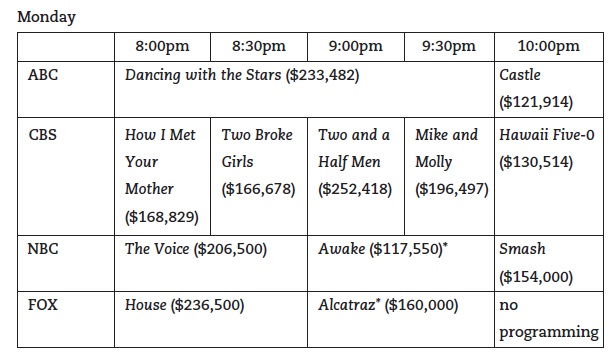 Monday
8:00pm 8:30pm 9:00pm 9:30pm 10:00pm
ABC Dancing with the Stars ($233,482) Castle
($121,914)
CBS How I Met Two Broke Two and a Mike and Hawaii Five-0
Your Girls Half Men Molly ($130,514)
Mother ($166,678) ($252,418) ($196,497)
($168,829)
NBC The Voice ($206,500) Awake ($117,550)* Smash
($154,000)
FOX House ($236,500) Alcatraz* ($160,000) no
programming